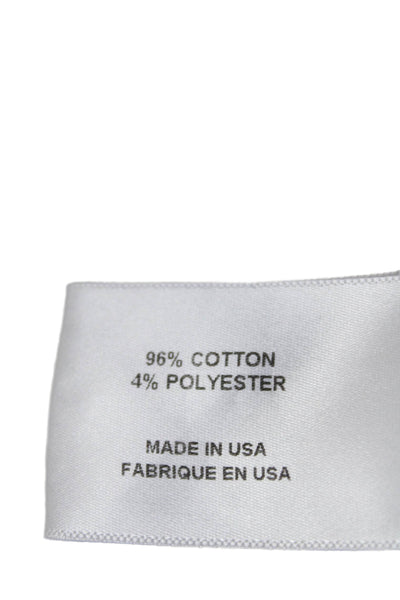 96% COTTON
4% POLYESTER
MADE IN USA
FABRIQUE EN USA